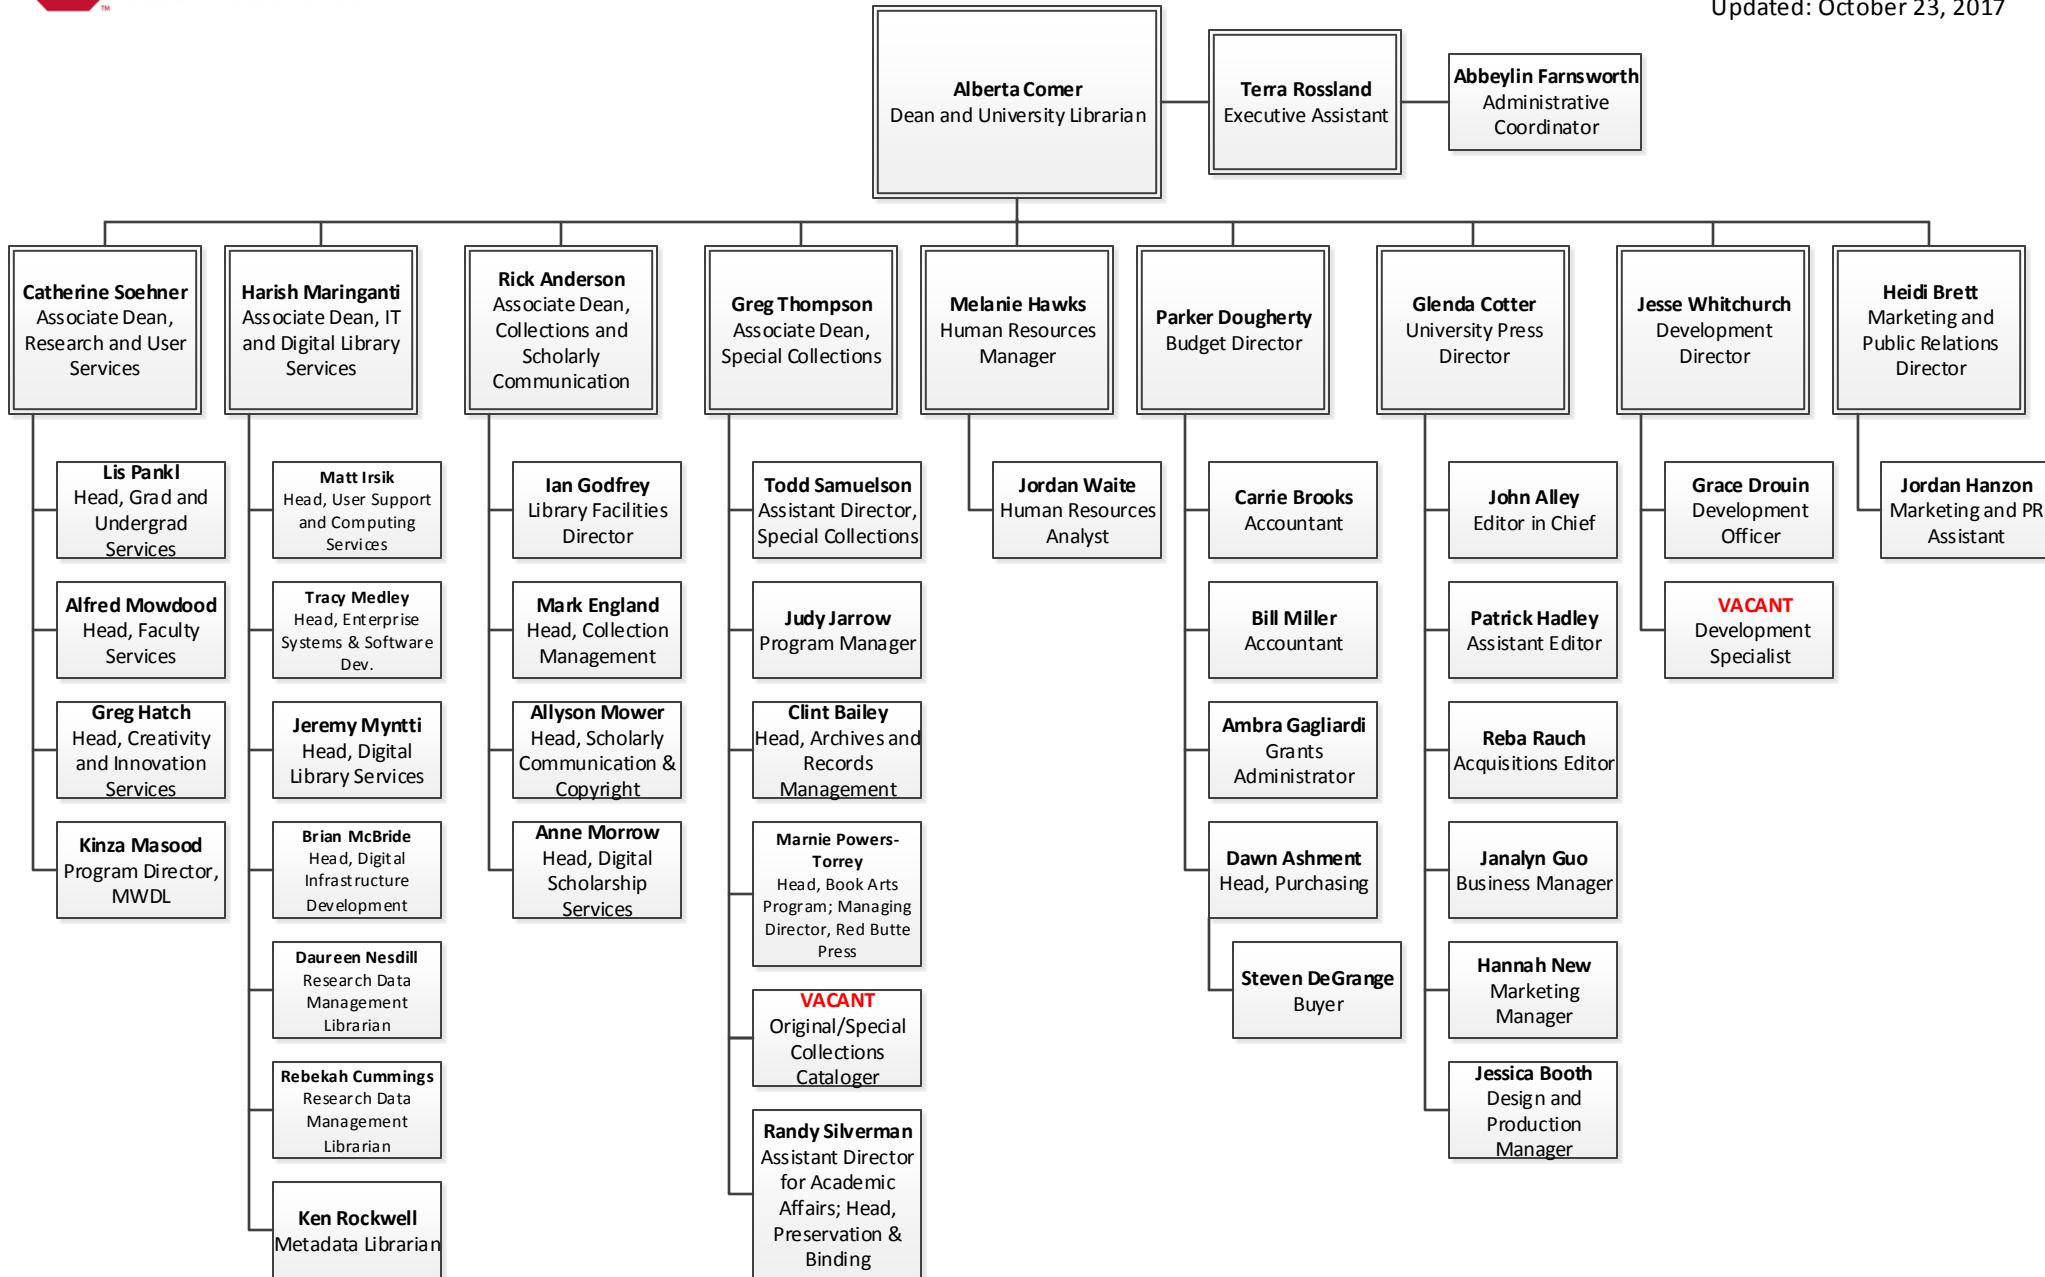 Updated: October 23, 2017
Alberta Comer
Dean and University Librarian
Terra Rossland
Executive Assistant
Abbeylin Farnsworth
Administrative
Coordinator
Catherine Soehner
Associate Dean,
Research and User
Services
Harish Maringanti
Associate Dean, IT
and Digital Library
Services
Rick Anderson
Associate Dean,
Collections and
Scholarly
Communication
Greg Thompson
Associate Dean,
Special Collections
Melanie Hawks
Human Resources
Manager
Parker Dougherty
Budget Director
Glenda Cotter
University Press
Director
Jesse Whitchurch
Development
Director
Heidi Brett
Marketing and
Public Relations
Director
Lis Pankl
Head, Grad and
Undergrad
Services
Alfred Mowdood
Head, Faculty
Services
Greg Hatch
Head, Creativity
and Innovation
Services
Kinza Masood
Program Director,
MWDL
Matt Irsik
Head, User Support
and Computing
Services
Tracy Medley
Head, Enterprise
Systems & Software
Dev.
Jeremy Myntti
Head, Digital
Library Services
Brian McBride
Head, Digital
Infrastructure
Development
Daureen Nesdill
Research Data
Management
Librarian
Rebekah Cummings
Research Data
Management
Librarian
Ken Rockwell
Metadata Librarian
Ian Godfrey
Library Facilities
Director
Mark England
Head, Collection
Management
Allyson Mower
Head, Scholarly
Communication &
Copyright
Anne Morrow
Head, Digital
Scholarship
Services
Todd Samuelson
Assistant Director,
Special Collections
Judy Jarrow
Program Manager
Clint Bailey
Head, Archives and
Records
Management
Marnie Powers-
Torrey
Head, Book Arts
Program; Managing
Director, Red Butte
Press
VACANT
Original/Special
Collections
Cataloger
Randy Silverman
Assistant Director
for Academic
Affairs; Head,
Preservation &
Binding
Jordan Waite
Human Resources
Analyst
Carrie Brooks
Accountant
Bill Miller
Accountant
Ambra Gagliardi
Grants
Administrator
Dawn Ashment
Head, Purchasing
Steven DeGrange
Buyer
John Alley
Editor in Chief
Patrick Hadley
Assistant Editor
Reba Rauch
Acquisitions Editor
Janalyn Guo
Business Manager
Hannah New
Marketing
Manager
Jessica Booth
Design and
Production
Manager
Grace Drouin
Development
Officer
VACANT
Development
Specialist
Jordan Hanzon
Marketing and PR
Assistant